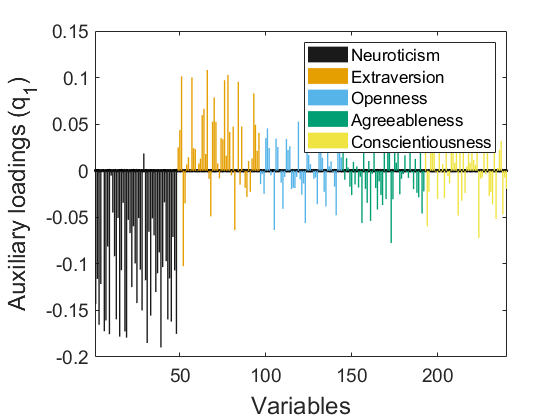 0.15
0.1
0.05
0
-0.05
-0.1
-0.15
-0.2
Auxiliary loadings (q1)
Neuroticism
Extraversion
Openness
Agreeableness
Conscientiousness
50
100
150
200
Variables